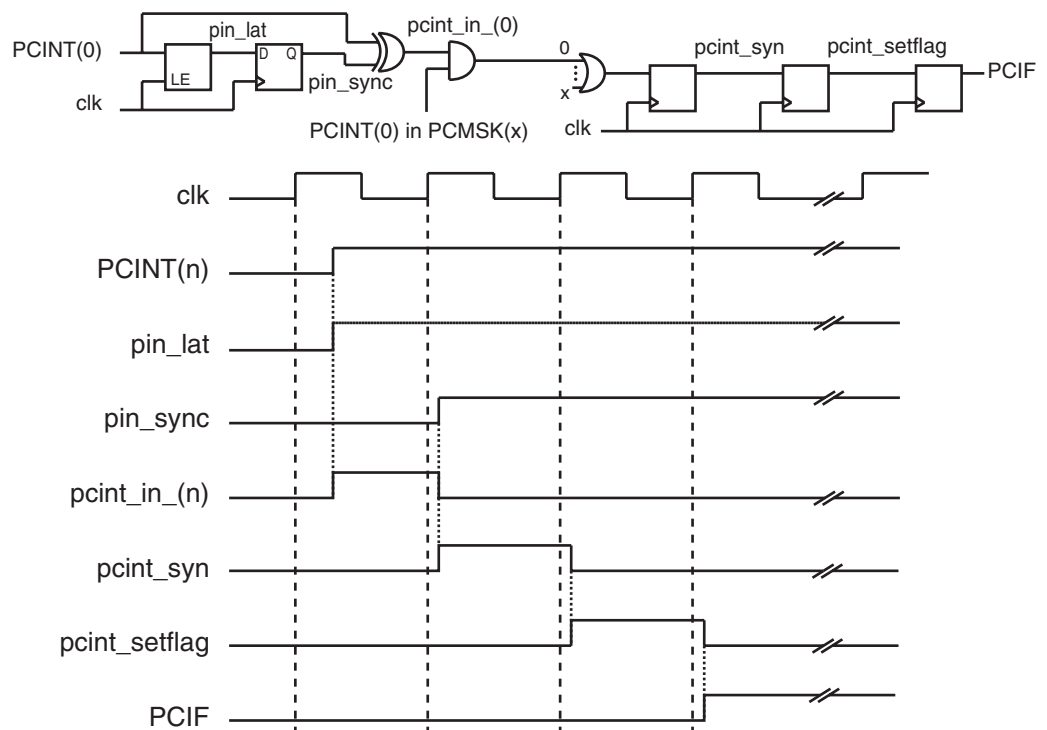 PCINT(0)
pin_lat
LE
D Q
pin_sync
clk
pcint_in_(0)
PCINT(0) in PCMSK(x)
0
x
clk
pcint_syn
pcint_setflag
PCIF
clk
PCINT(n)
pin_lat
pin_sync
pcint_in_(n)
pcint_syn
pcint_setflag
PCIF